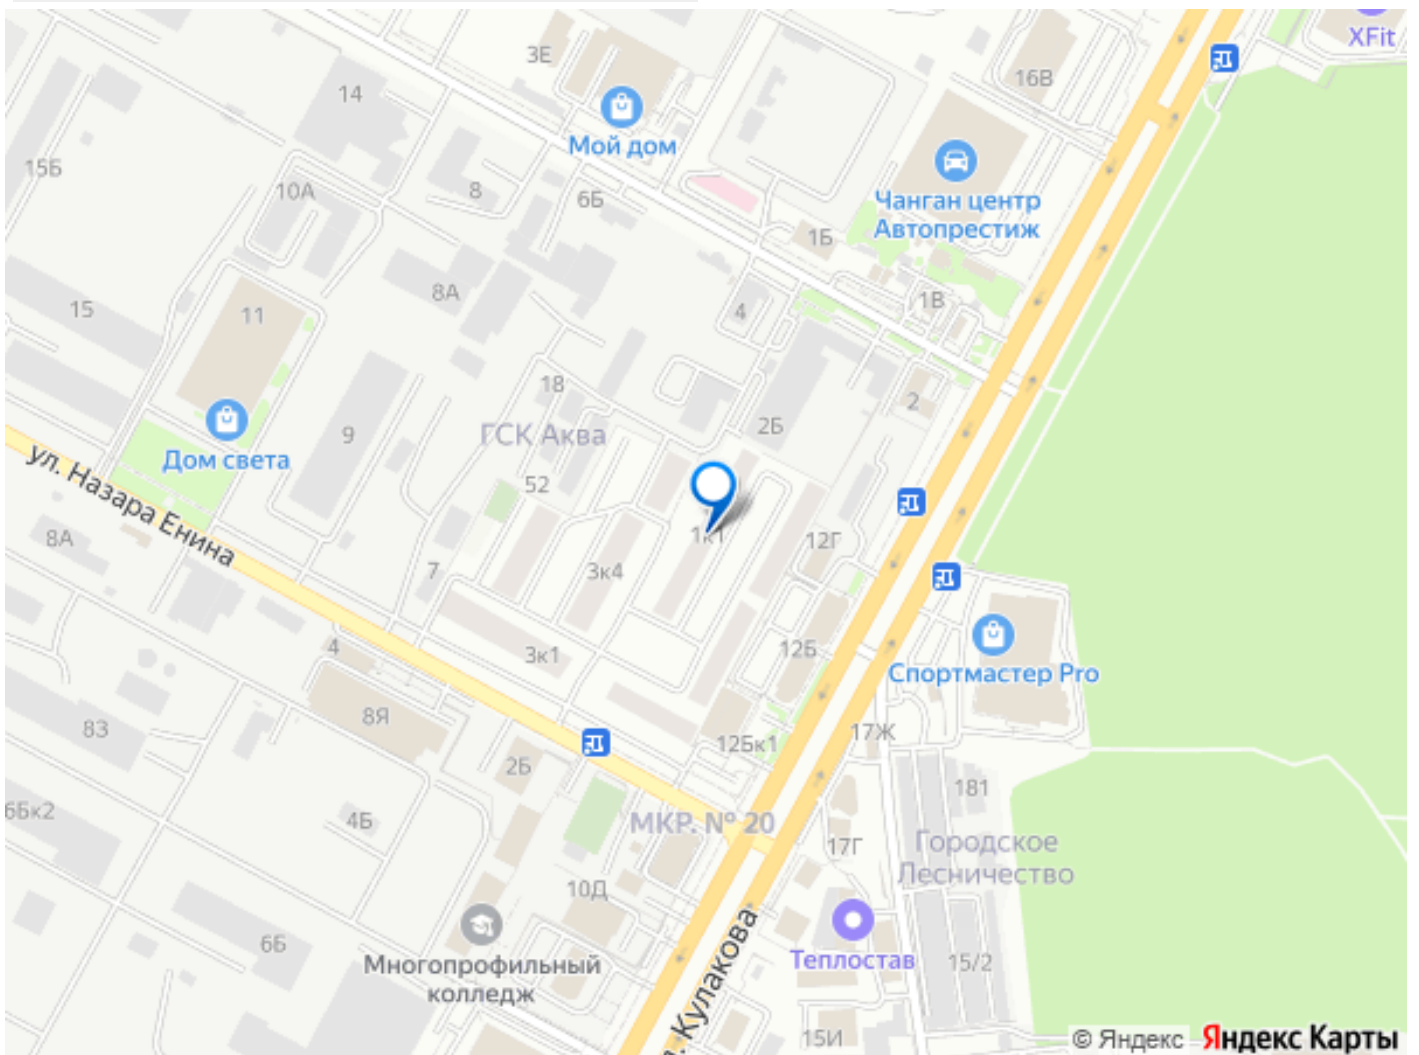 XFit
3Е
16В
14
Мой дом
15Б
10А
8
6Б
Чанган центр
Автопрестиж
1Б
8А
1В
15
11
4
18
2
2Б
ГСК Аква
9
Дом света
ул. Назара Енина
52
8А
1к1
12Г
7
3к4
4
3к1
12Б
Спортмастер Pro
8Я
83
12Бк1
17Ж
2Б
181
6Бк2
4Б
МКР. № 20
17Г
Городское
Лесничество
10Д
6Б
Многопрофильный
колледж
Теплостав
15/2
. Кулакова
15И
© Яндекс Яндекс Карты